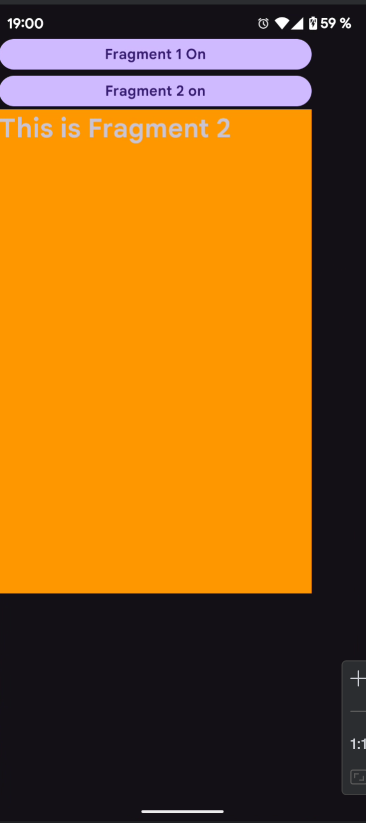 19:00 59 %
Fragment 1 On
Fragment 2 on
This is Fragment 2
1:1